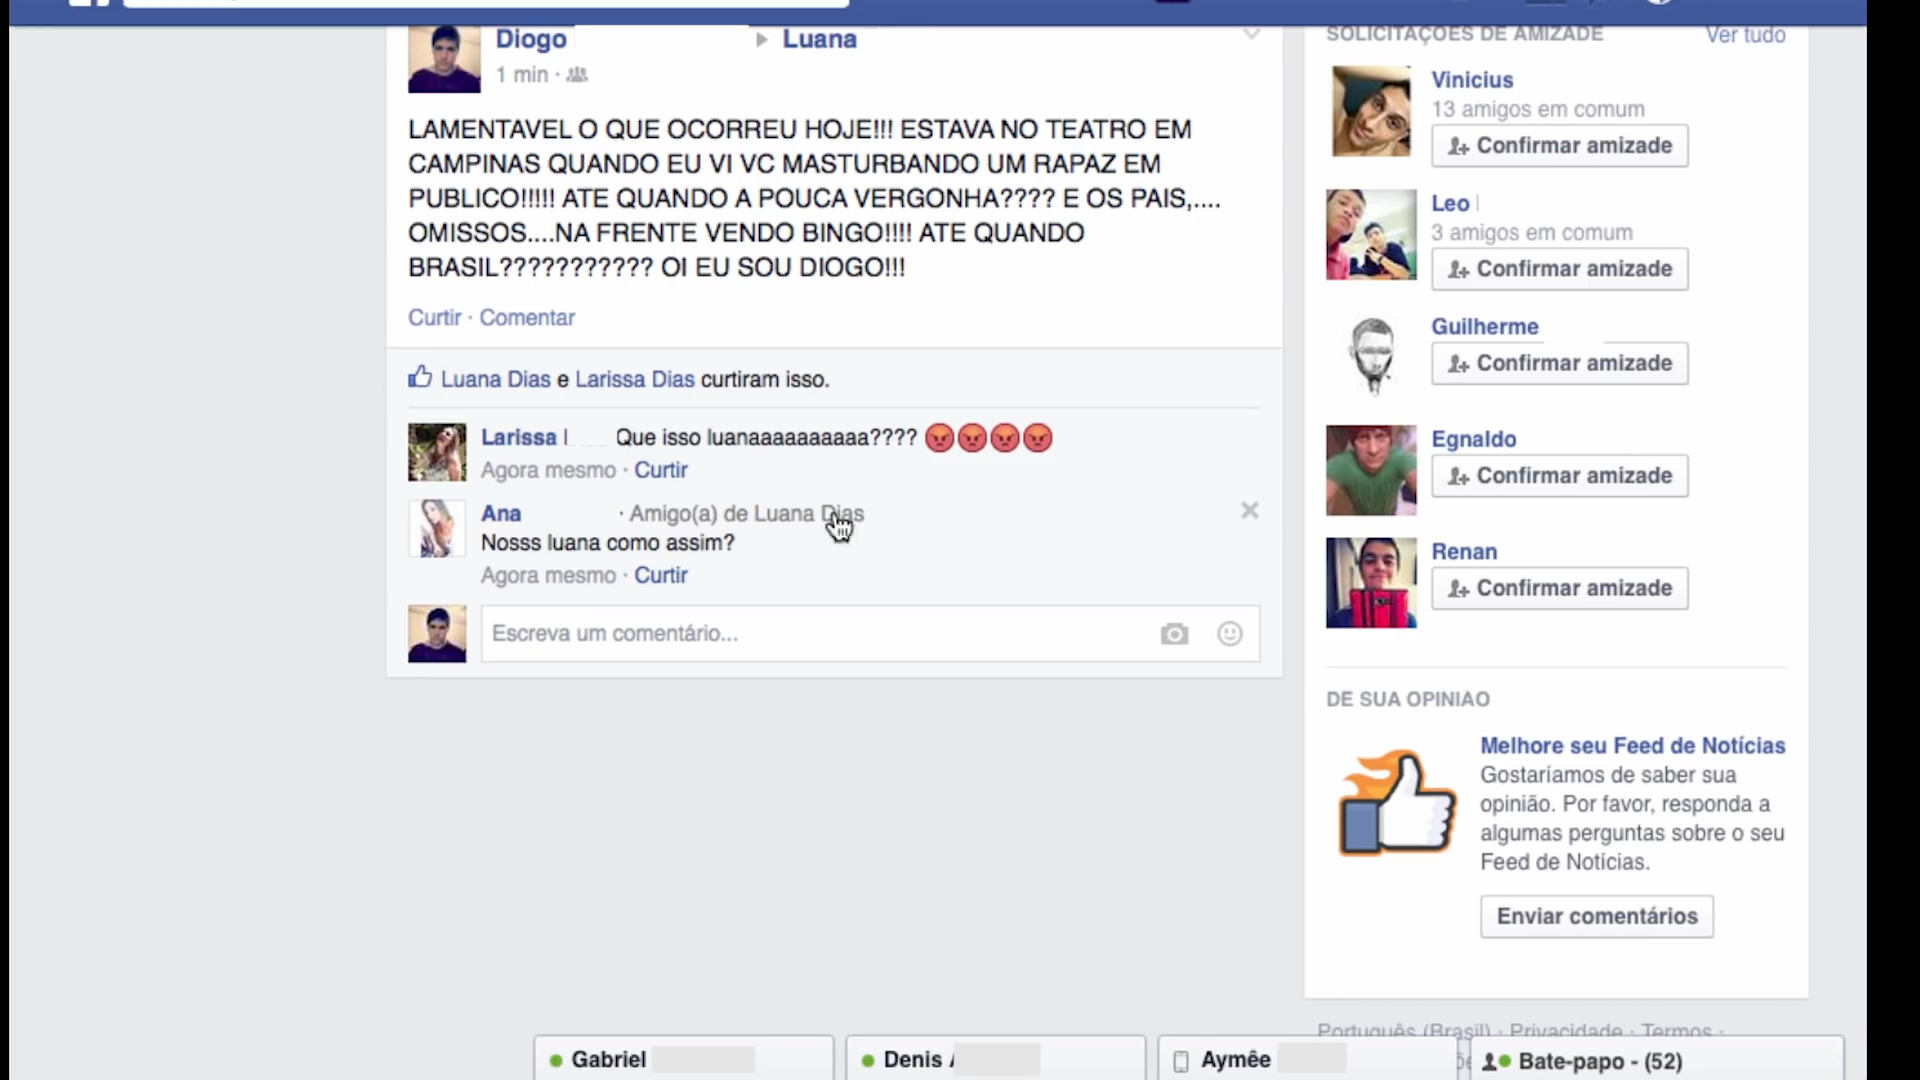 Diogo Luana
1 min ·
LAMENTAVEL O QUE OCORREU HOJE!!! ESTAVA NO TEATRO EM
CAMPINAS QUANDO EU VI VC MASTURBANDO UM RAPAZ EM
PUBLICO!!!!! ATE QUANDO A POUCA VERGONHA???? E OS PAIS,....
OMISSOS....NA FRENTE VENDO BINGO!!!! ATE QUANDO
BRASIL??????????? OI EU SOU DIOGO!!!
Curtir · Comentar
Luana Dias e Larissa Dias curtiram isso.
Larissa Que isso luanaaaaaaaaaa???? 😡😡😡😡
Agora mesmo · Curtir
Ana · Amigo(a) de Luana Dias
Nosss luana como assim?
Agora mesmo · Curtir
Escreva um comentário...
SOLICITAÇÕES DE AMIZADE Ver tudo
Vinicius
13 amigos em comum
Confirmar amizade
Leo
3 amigos em comum
Confirmar amizade
Guilherme
Confirmar amizade
Egnaldo
Confirmar amizade
Renan
Confirmar amizade
DE SUA OPINIAO
Melhore seu Feed de Notícias
Gostaríamos de saber sua
opinião. Por favor, responda a
algumas perguntas sobre o seu
Feed de Notícias.
Enviar comentários
Português (Brasil) · Privacidade · Termos ·
Gabriel
Denis
Aymêe
Bate-papo - (52)